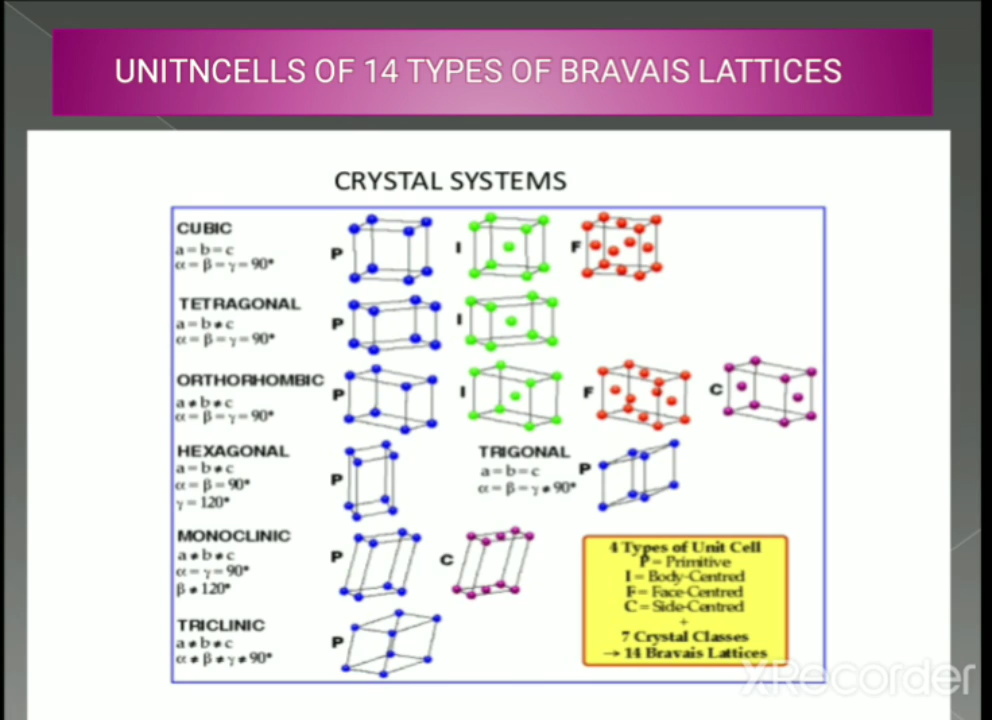 UNITNCELLS OF 14 TYPES OF BRAVAIS LATTICES
CRYSTAL SYSTEMS
CUBIC
a = b = c
α = β = γ = 90°
P
I
F
TETRAGONAL
a = b ≠ c
α = β = γ = 90°
P
I
ORTHORHOMBIC
a ≠ b ≠ c
α = β = γ = 90°
P
I
F
C
HEXAGONAL
a = b ≠ c
α = β = 90°
γ = 120°
P
TRIGONAL
a = b = c
α = β = γ ≠ 90°
P
MONOCLINIC
a ≠ b ≠ c
α = γ = 90°
β ≠ 120°
P
C
4 Types of Unit Cell
P = Primitive
I = Body-Centred
F = Face-Centred
C = Side-Centred
+
7 Crystal Classes
→ 14 Bravais Lattices
TRICLINIC
a ≠ b ≠ c
α ≠ β ≠ γ ≠ 90°
P
XRecorder